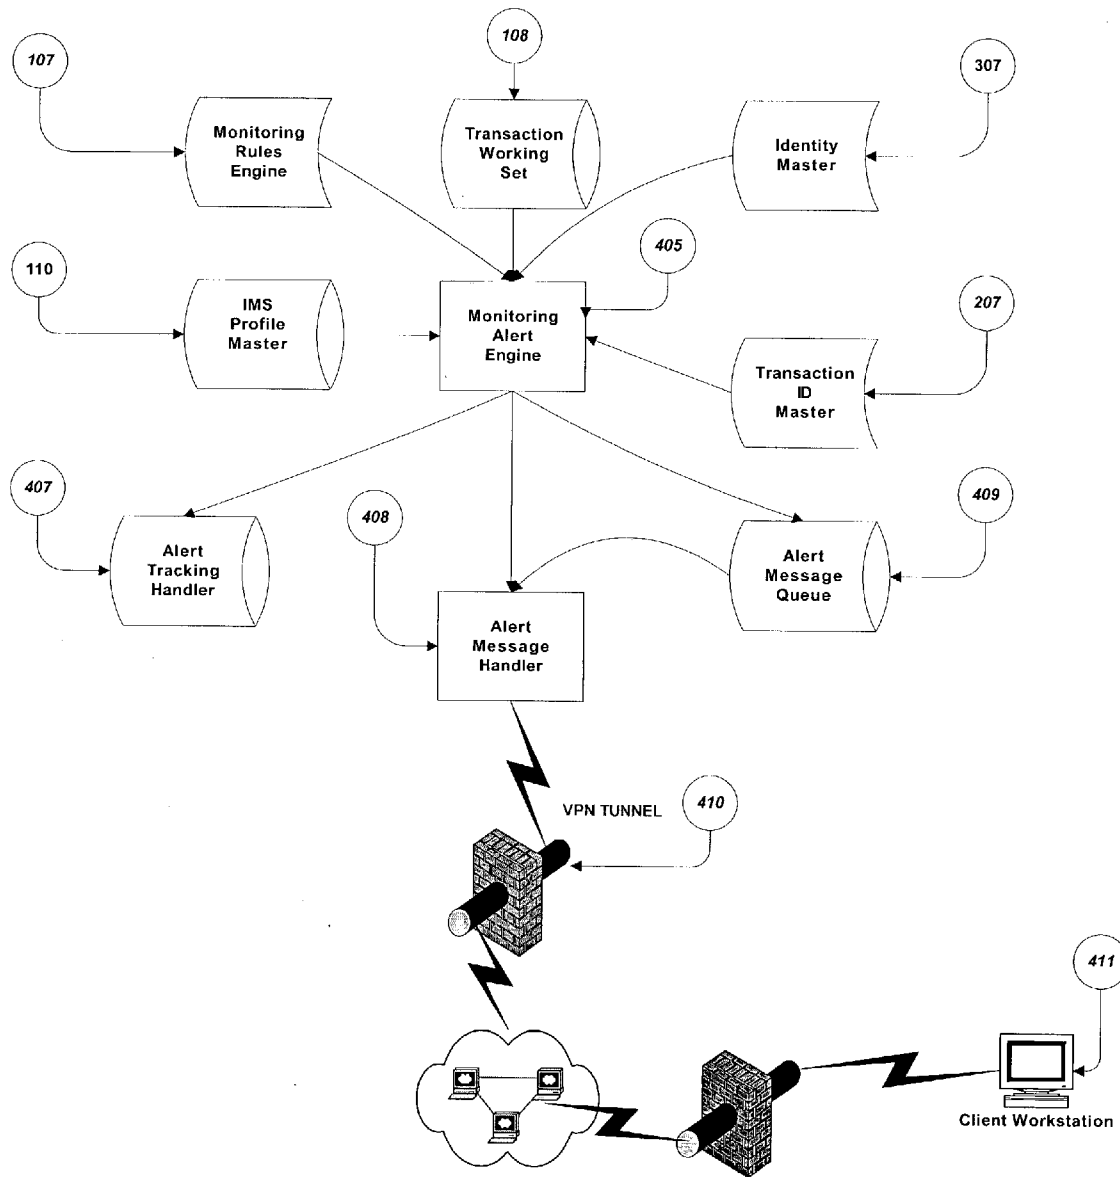 107
108
307
Monitoring
Rules
Engine
Transaction
Working
Set
Identity
Master
405
110
IMS
Profile
Master
Monitoring
Alert
Engine
207
Transaction
ID
Master
407
408
409
Alert
Tracking
Handler
Alert
Message
Queue
Alert
Message
Handler
VPN TUNNEL
410
411
Client Workstation